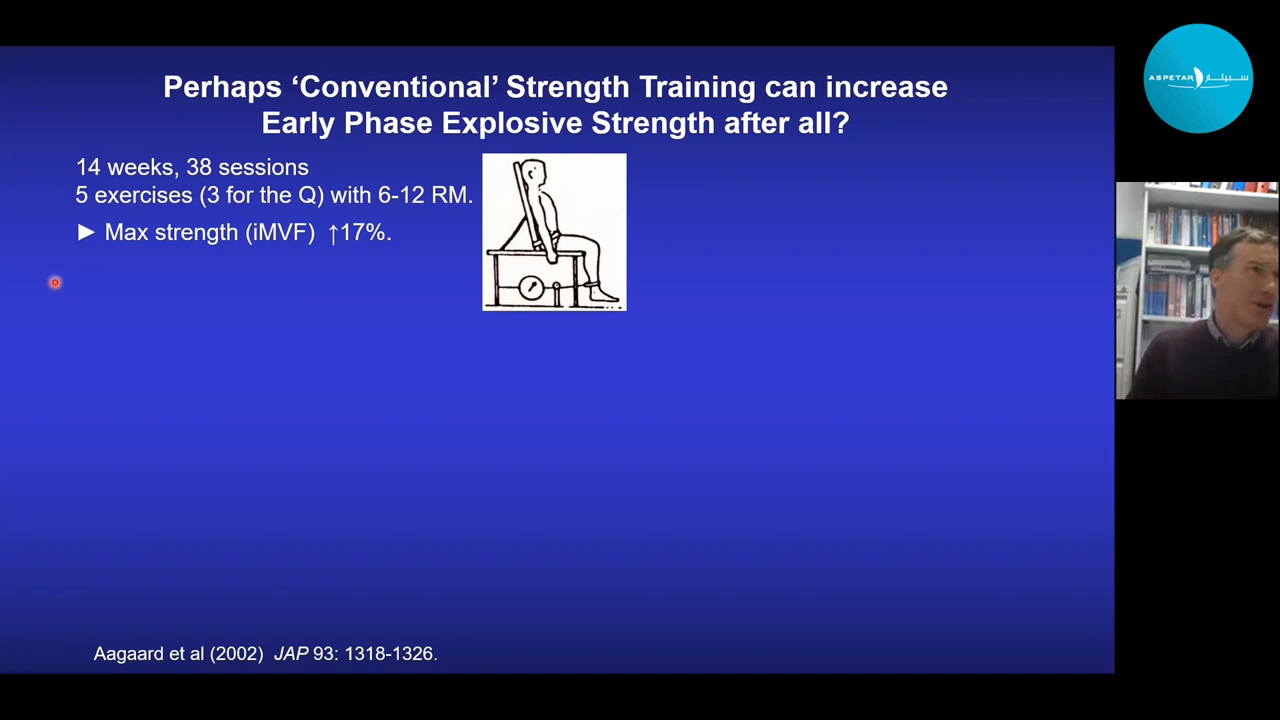 Perhaps ‘Conventional’ Strength Training can increase
Early Phase Explosive Strength after all?
14 weeks, 38 sessions
5 exercises (3 for the Q) with 6-12 RM.
► Max strength (iMVF) ↑17%.
Aagaard et al (2002) JAP 93: 1318-1326.
ASPETAR سبيتار